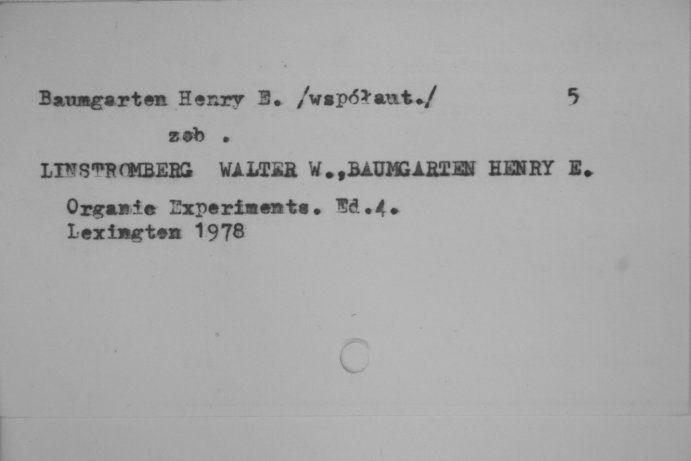 Baumgarten Henry E. /współaut./ 5
zob .
LINSTROMBERG WALTER W.,BAUMGARTEN HENRY E.
Organic Experiments. Ed.4.
Lexington 1978